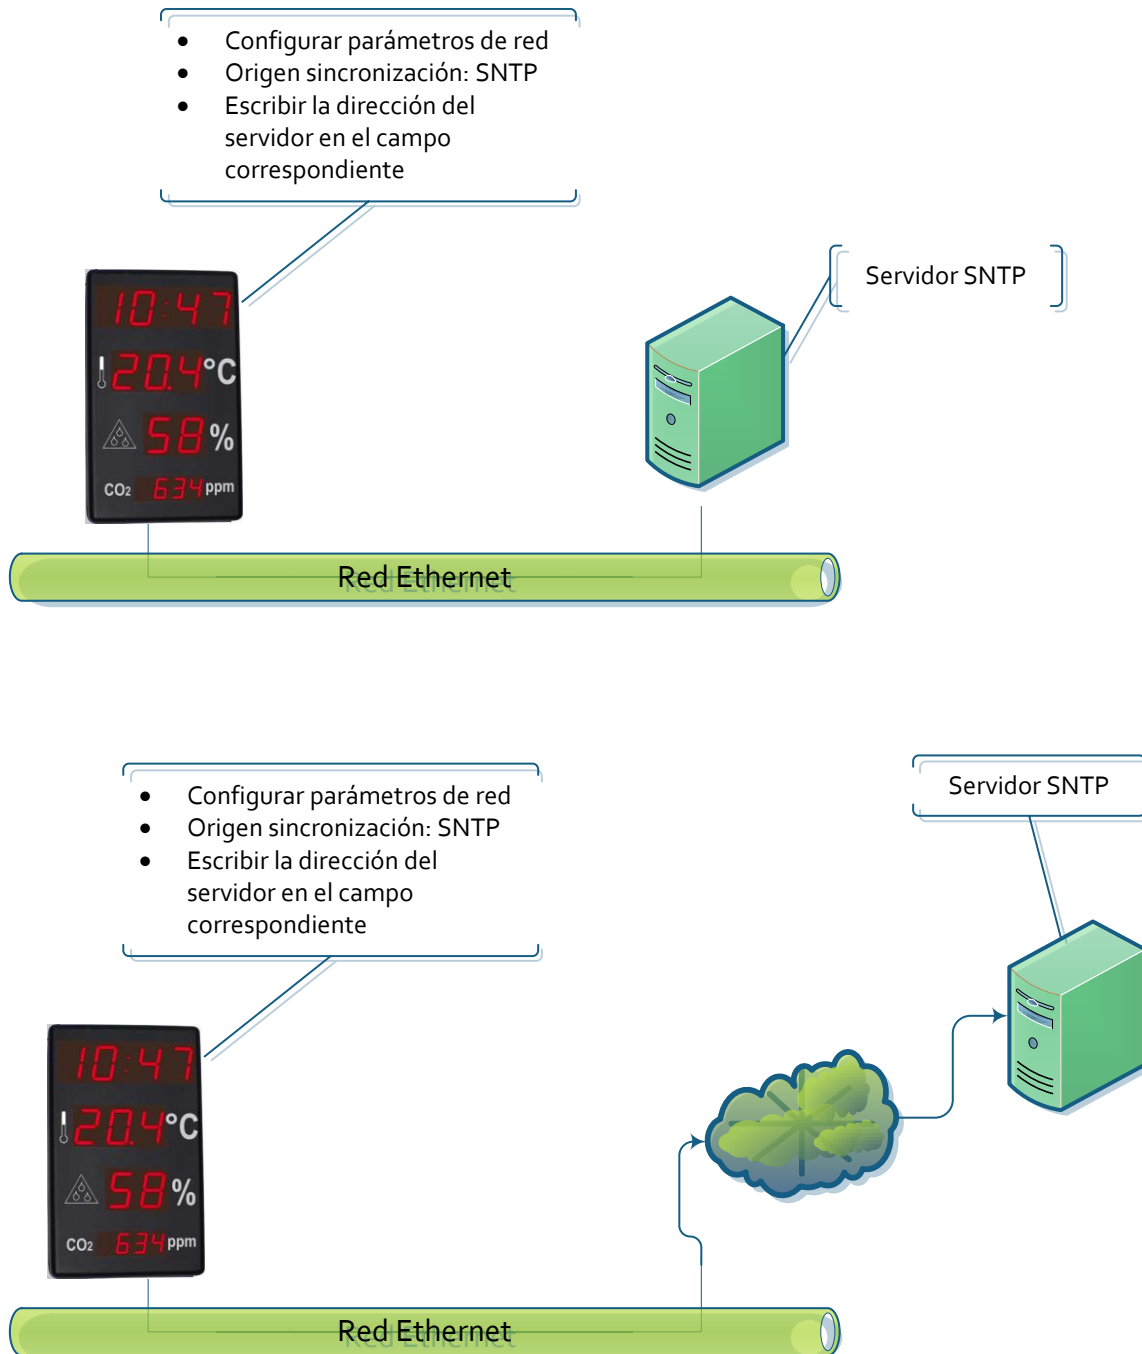 • Configurar parámetros de red
• Origen sincronización: SNTP
• Escribir la dirección del
servidor en el campo
correspondiente
Servidor SNTP
10:47
20.4°C
58%
CO₂ 634 ppm
Red Ethernet
Servidor SNTP
• Configurar parámetros de red
• Origen sincronización: SNTP
• Escribir la dirección del
servidor en el campo
correspondiente
10:47
20.4°C
58%
CO₂ 634 ppm
Red Ethernet